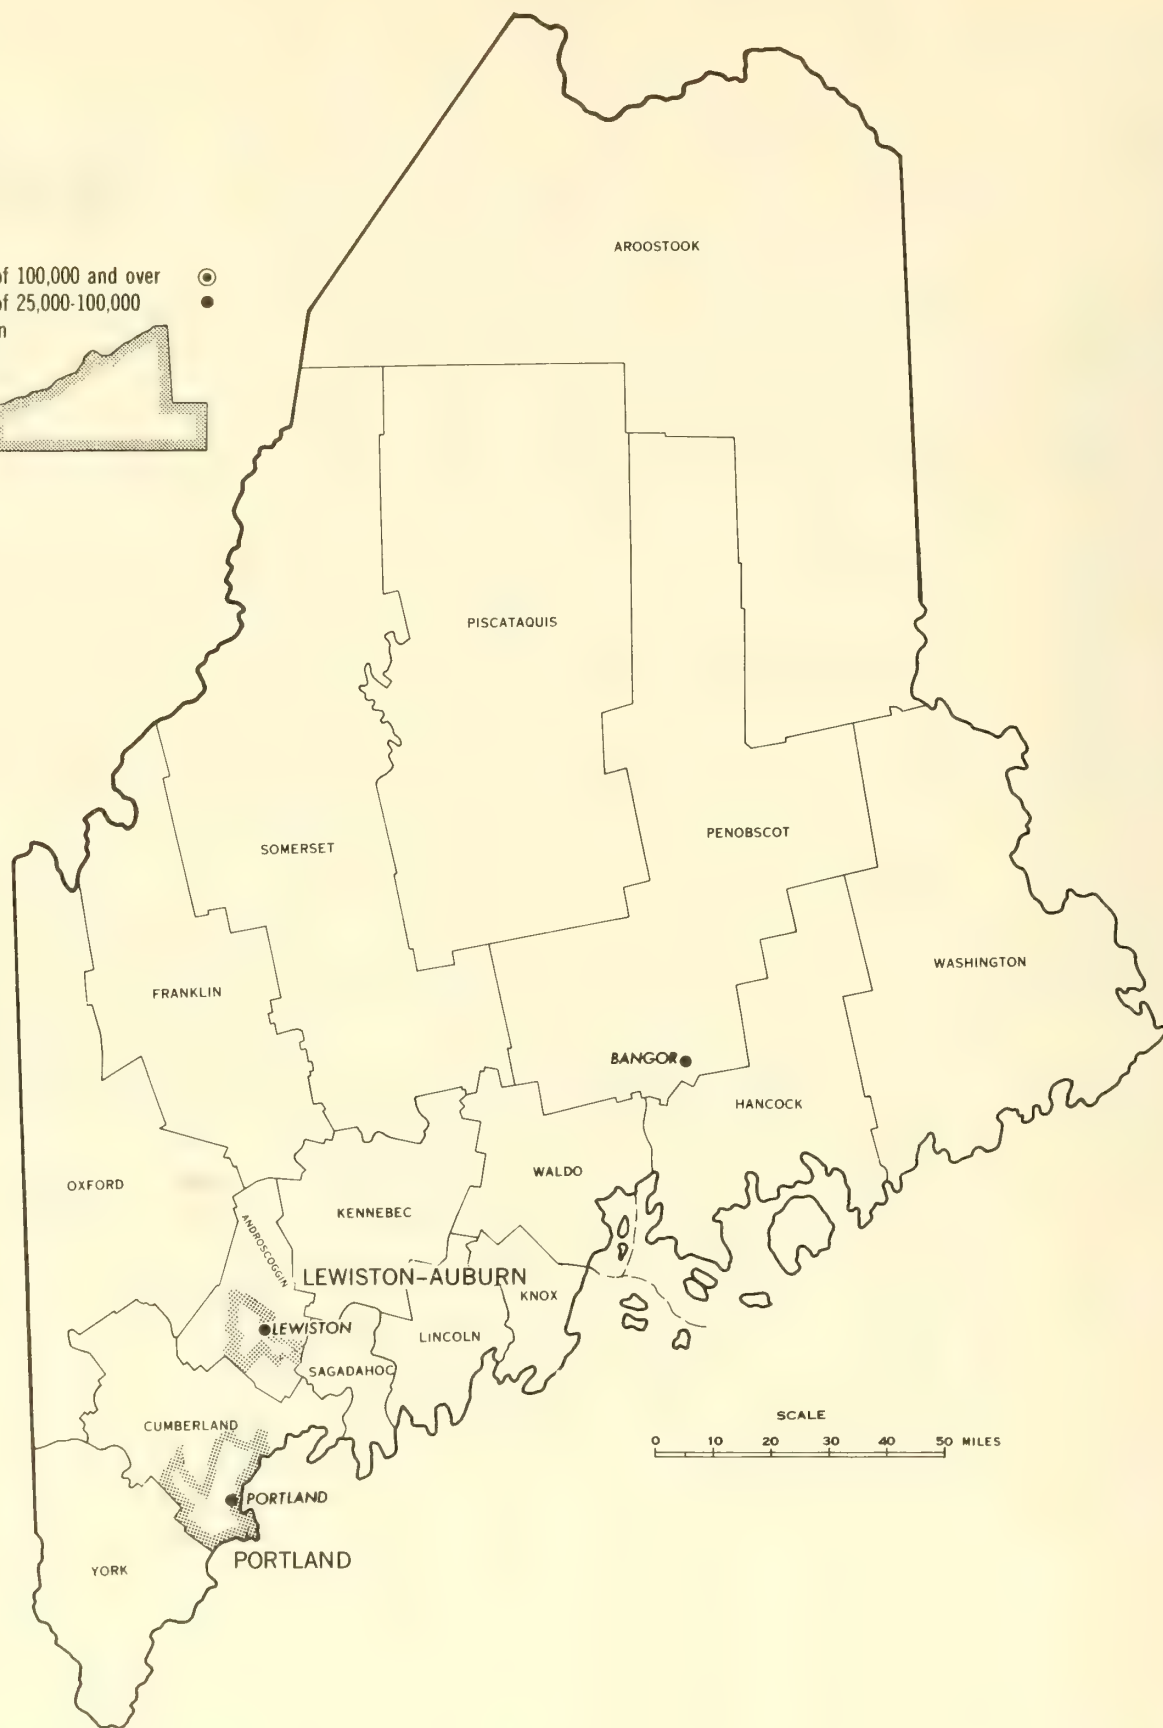 of 100,000 and over
of 25,000-100,000
AROOSTOOK
PISCATAQUIS
SOMERSET
PENOBSCOT
FRANKLIN
WASHINGTON
BANGOR
HANCOCK
OXFORD
WALDO
KENNEBEC
ANDROSCOGGIN
LEWISTON-AUBURN
KNOX
LEWISTON
LINCOLN
SAGADAHOC
CUMBERLAND
SCALE
0 10 20 30 40 50 MILES
PORTLAND
PORTLAND
YORK